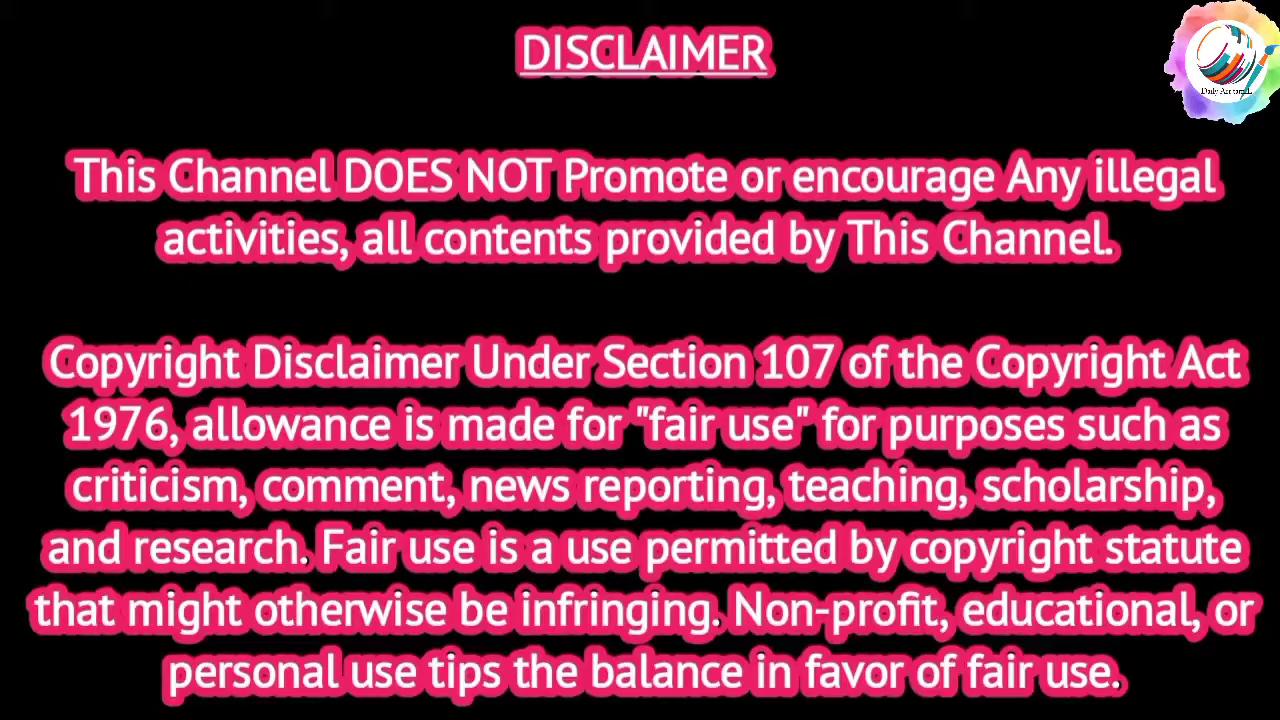 DISCLAIMER
This Channel DOES NOT Promote or encourage Any illegal
activities, all contents provided by This Channel.
Copyright Disclaimer Under Section 107 of the Copyright Act
1976, allowance is made for "fair use" for purposes such as
criticism, comment, news reporting, teaching, scholarship,
and research. Fair use is a use permitted by copyright statute
that might otherwise be infringing. Non-profit, educational, or
personal use tips the balance in favor of fair use.
Daily Art